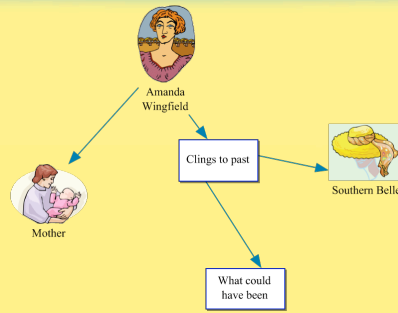 Amanda
Wingfield
Clings to past
Southern Belle
Mother
What could
have been